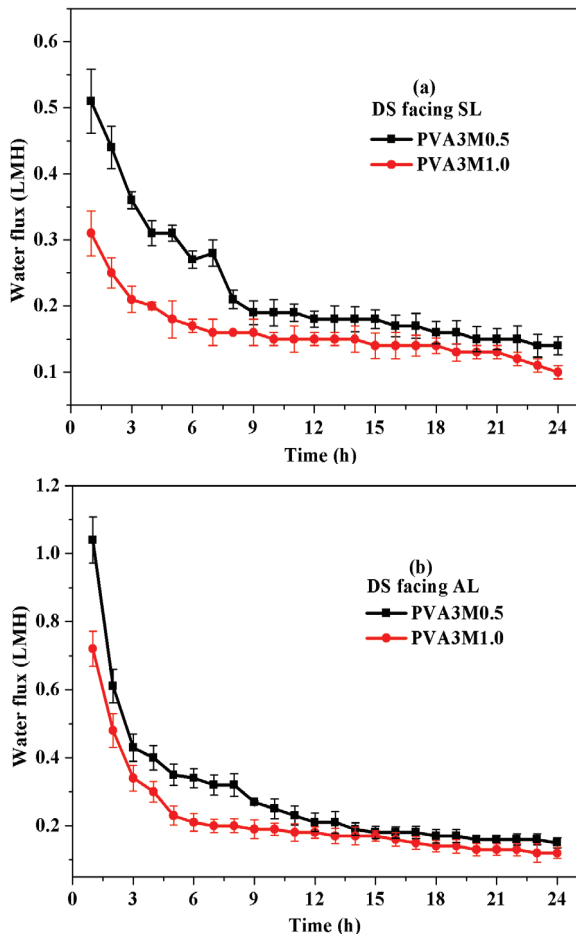 0.6
(a)
DS facing SL
0.5
PVA3M0.5
PVA3M1.0
0.4
Water flux (LMH)
0.3
0.2
0.1
0 3 6 9 12 15 18 21 24
Time (h)
1.2
(b)
1.0
DS facing AL
PVA3M0.5
PVA3M1.0
0.8
Water flux (LMH)
0.6
0.4
0.2
0 3 6 9 12 15 18 21 24
Time (h)